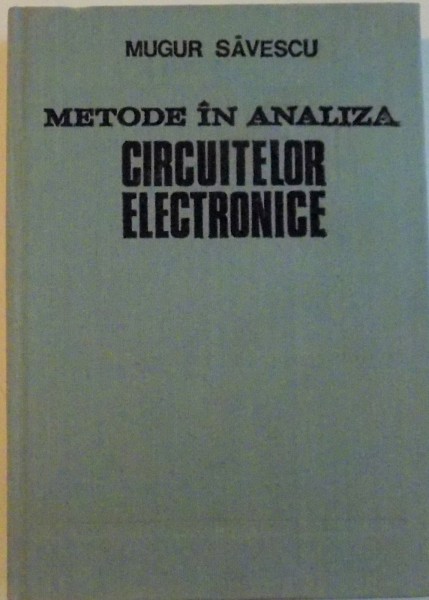 MUGUR SĂVESCU
METODE ÎN ANALIZA
CIRCUITELOR
ELECTRONICE